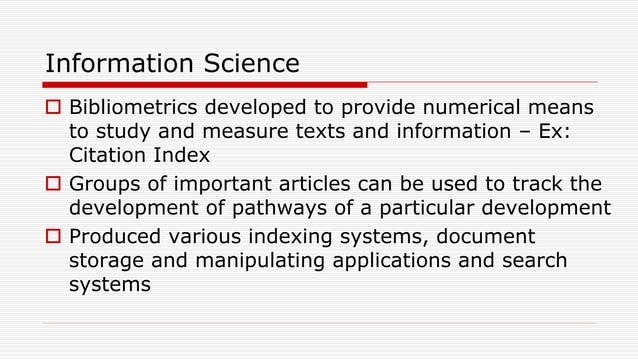 Information Science
Bibliometrics developed to provide numerical means
to study and measure texts and information – Ex:
Citation Index
Groups of important articles can be used to track the
development of pathways of a particular development
Produced various indexing systems, document
storage and manipulating applications and search
systems